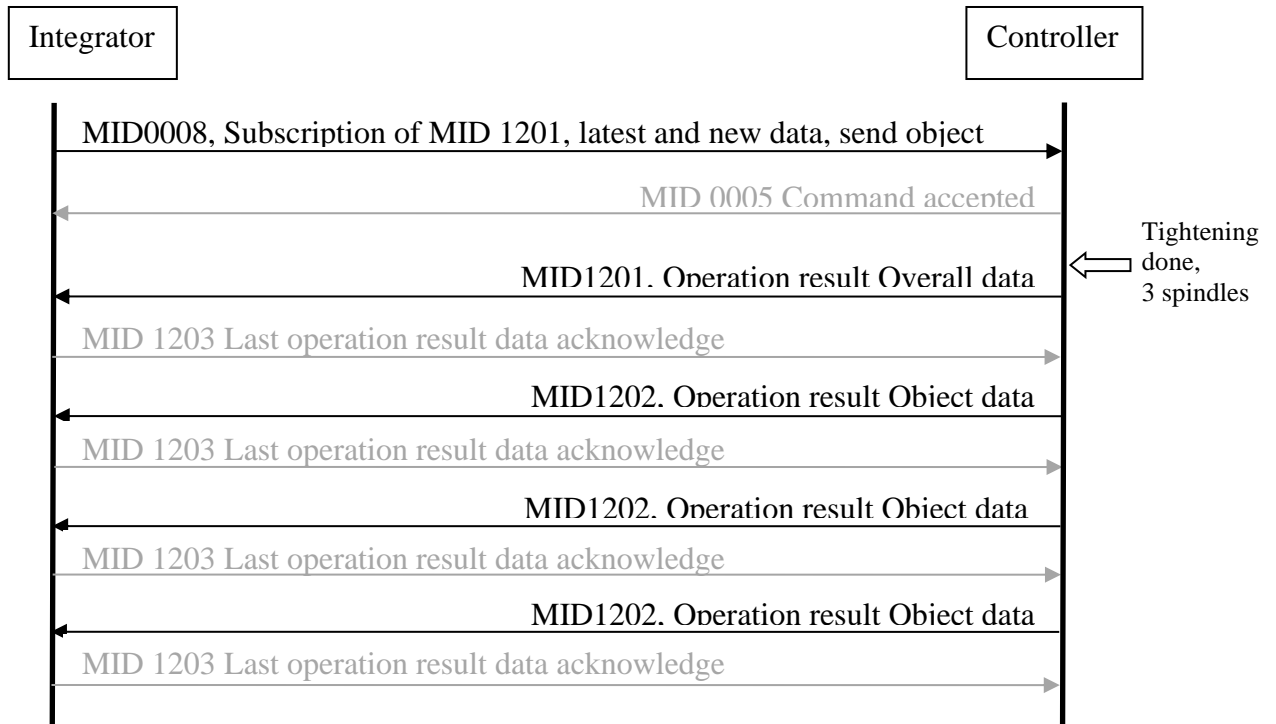 Integrator
Controller
MID0008, Subscription of MID 1201, latest and new data, send object
MID 0005 Command accepted
Tightening
done,
3 spindles
MID1201, Operation result Overall data
MID 1203 Last operation result data acknowledge
MID1202, Operation result Object data
MID 1203 Last operation result data acknowledge
MID1202, Operation result Object data
MID 1203 Last operation result data acknowledge
MID1202, Operation result Object data
MID 1203 Last operation result data acknowledge